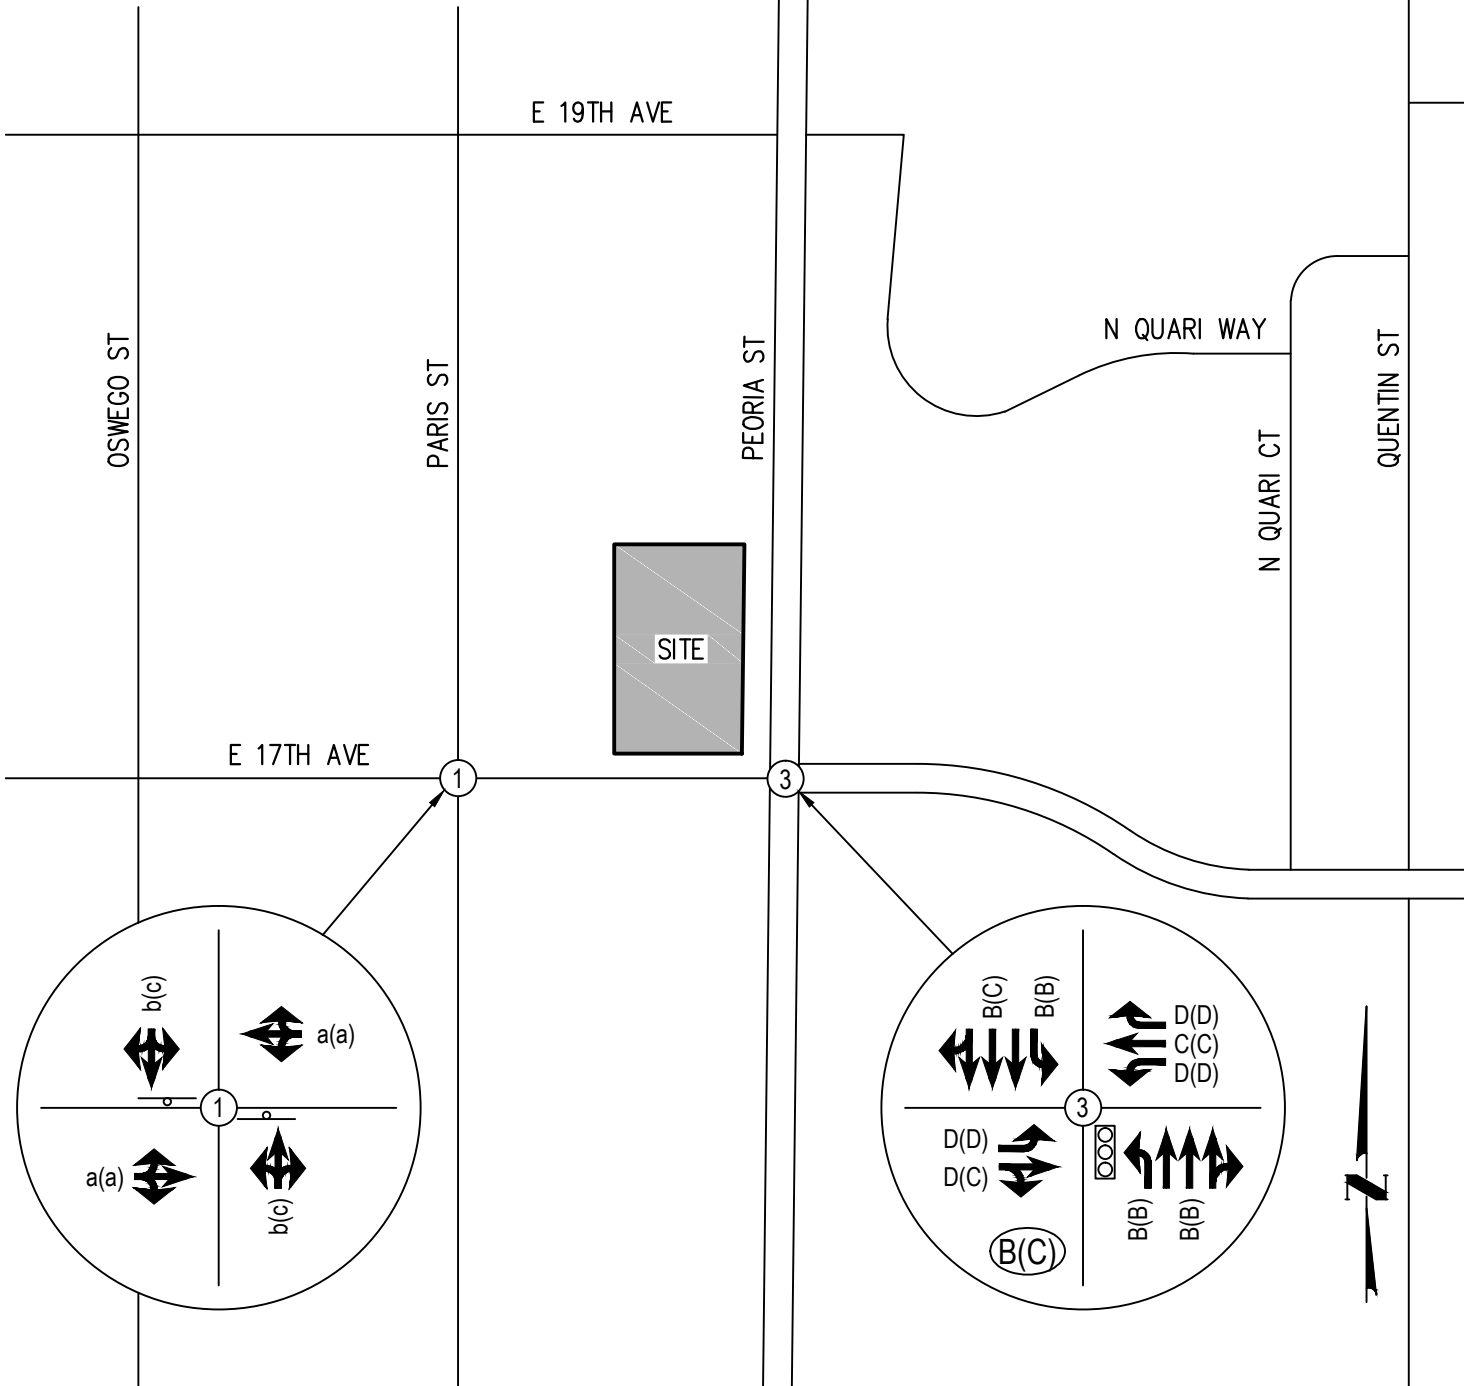 E 19TH AVE
N QUARI WAY
OSWEGO ST
PARIS ST
PEORIA ST
QUENTIN ST
N QUARI CT
SITE
E 17TH AVE
1
3
b(c)
a(a)
1
a(a)
b(c)
B(C)
B(B)
D(D)
C(C)
D(D)
3
D(D)
D(C)
B(B)
B(B)
B(C)
N